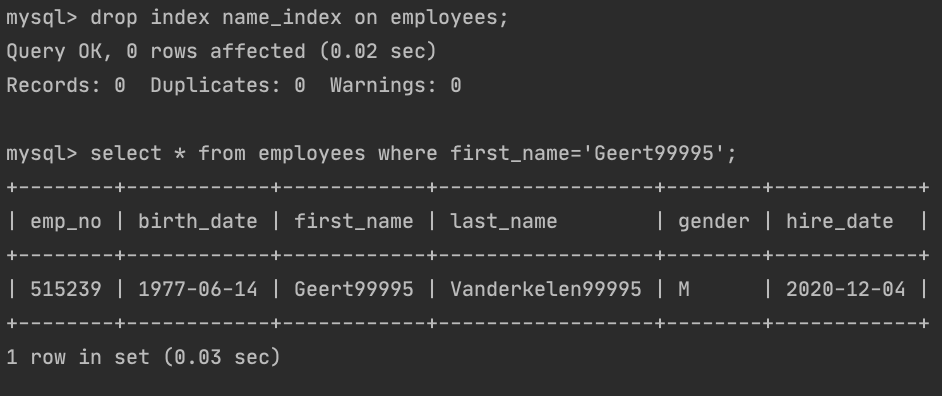 mysql> drop index name_index on employees;
Query OK, 0 rows affected (0.02 sec)
Records: 0  Duplicates: 0  Warnings: 0

mysql> select * from employees where first_name='Geert99995';
+--------+------------+------------+-----------------+--------+------------+
| emp_no | birth_date | first_name | last_name       | gender | hire_date  |
+--------+------------+------------+-----------------+--------+------------+
| 515239 | 1977-06-14 | Geert99995 | Vanderkelen99995 | M      | 2020-12-04 |
+--------+------------+------------+-----------------+--------+------------+
1 row in set (0.03 sec)